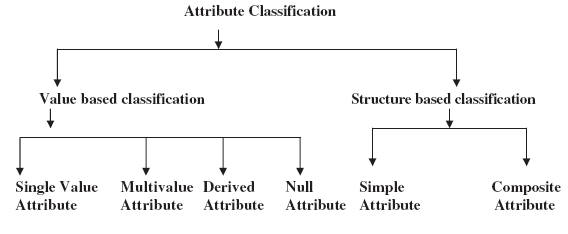 Attribute Classification
Value based classification
Structure based classification
Single Value Attribute
Multivalue Attribute
Derived Attribute
Null Attribute
Simple Attribute
Composite Attribute